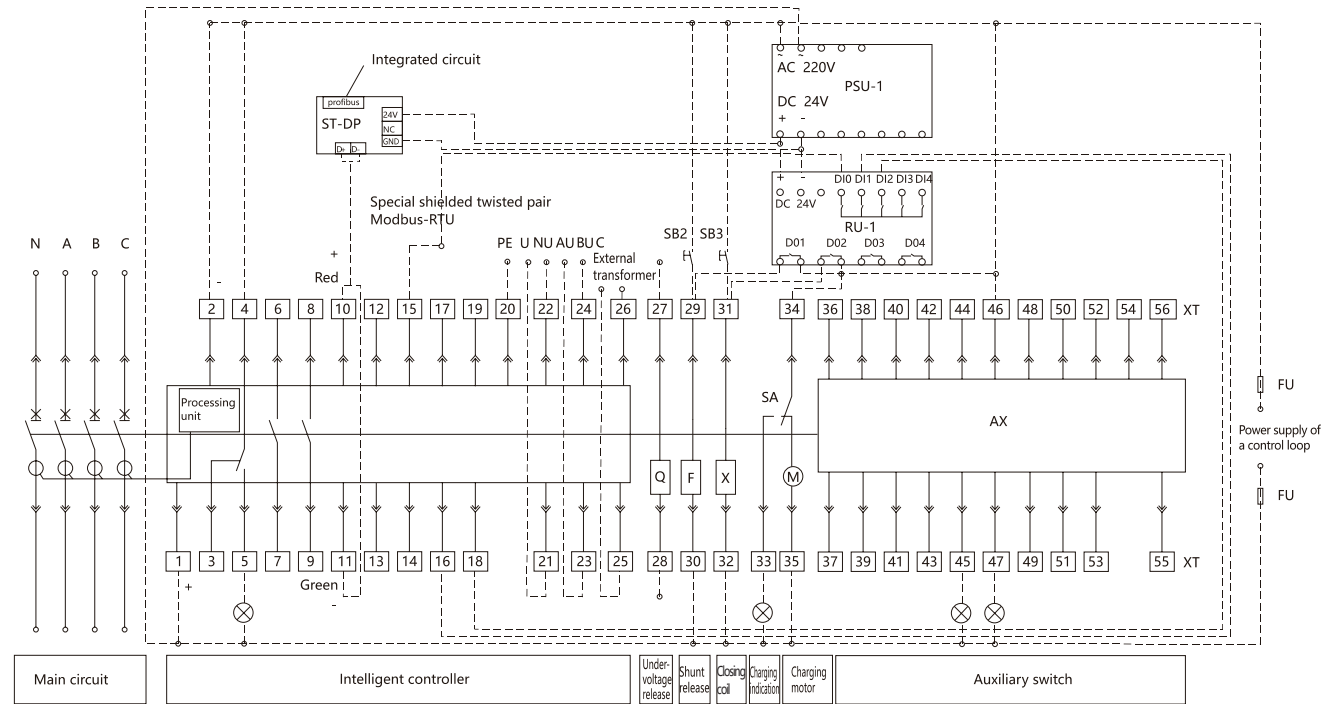 Integrated circuit
~ ~
AC 220V
PSU-1
DC 24V
+ -
profibus
ST-DP
24V
NC
GND
D+ D-
+ -
DI0 DI1 DI2 DI3 DI4
DC 24V
RU-1
D01 D02 D03 D04
Special shielded twisted pair
Modbus-RTU
N A B C
PE U NU AU BU C
External
transformer
SB2 SB3
+
Red
-
2 4 6 8 10 12 15 17 19 20 22 24 26 27 29 31 34 36 38 40 42 44 46 48 50 52 54 56 XT
Processing
unit
SA
AX
FU
Power supply of
a control loop
FU
Q F X M
1 3 5 7 9 11 13 14 16 18 21 23 25 28 30 32 33 35 37 39 41 43 45 47 49 51 53 55 XT
+
Green
-
Main circuit
Intelligent controller
Under-
voltage
release
Shunt
release
Closing
coil
Charging
indication
Charging
motor
Auxiliary switch